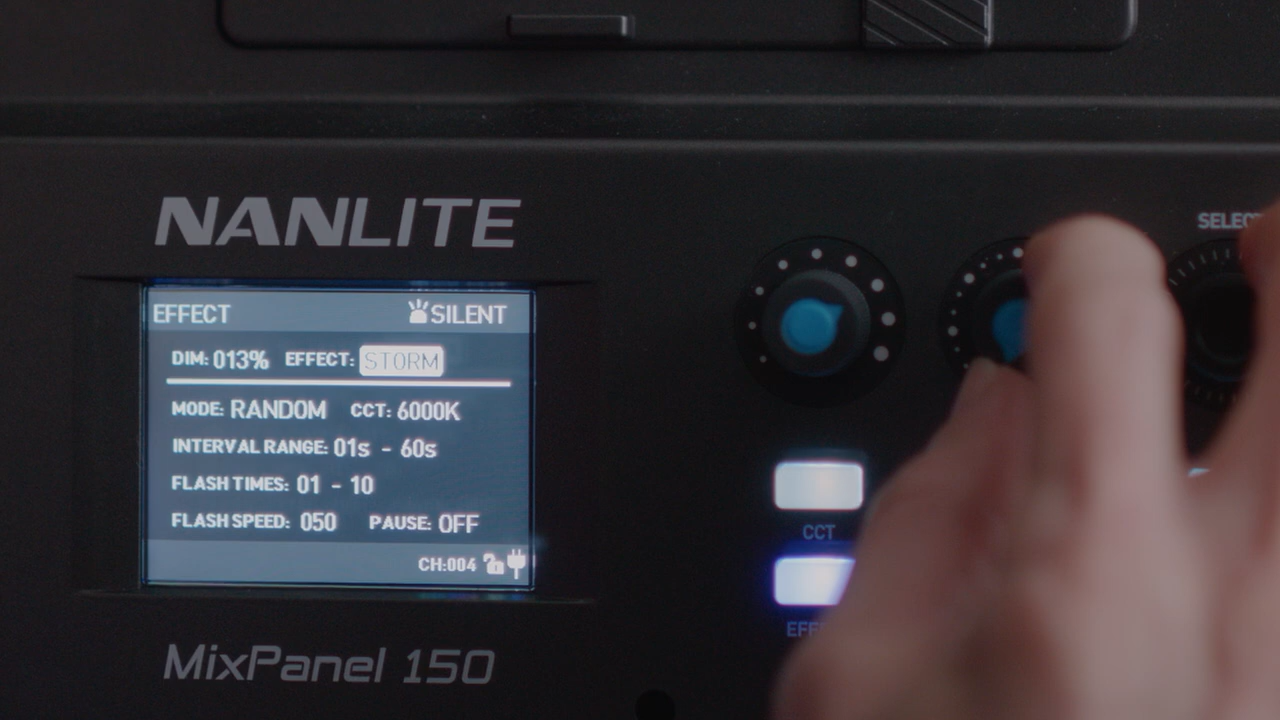 NANLITE
SELECT
EFFECT SILENT
DIM: 013% EFFECT: STORM
MODE: RANDOM CCT: 6000K
INTERVAL RANGE: 01s - 60s
FLASH TIMES: 01 - 10
FLASH SPEED: 050 PAUSE: OFF
CH:004
CCT
MixPanel 150